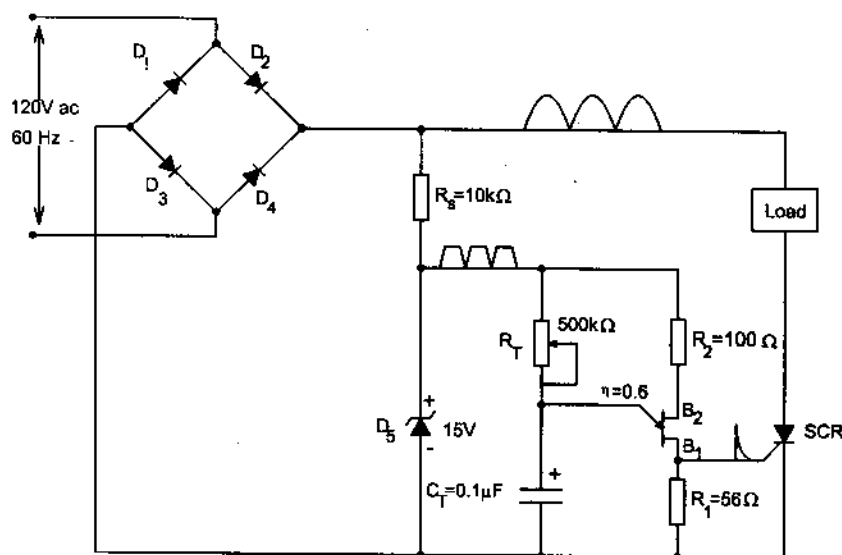 D1
D2
120V ac
60 Hz
D3
D4
Rs=10kΩ
Load
500kΩ
RT
R2=100 Ω
η=0.6
B2
D5
+
15V
-
B1
SCR
+
CT=0.1μF
R1=56Ω